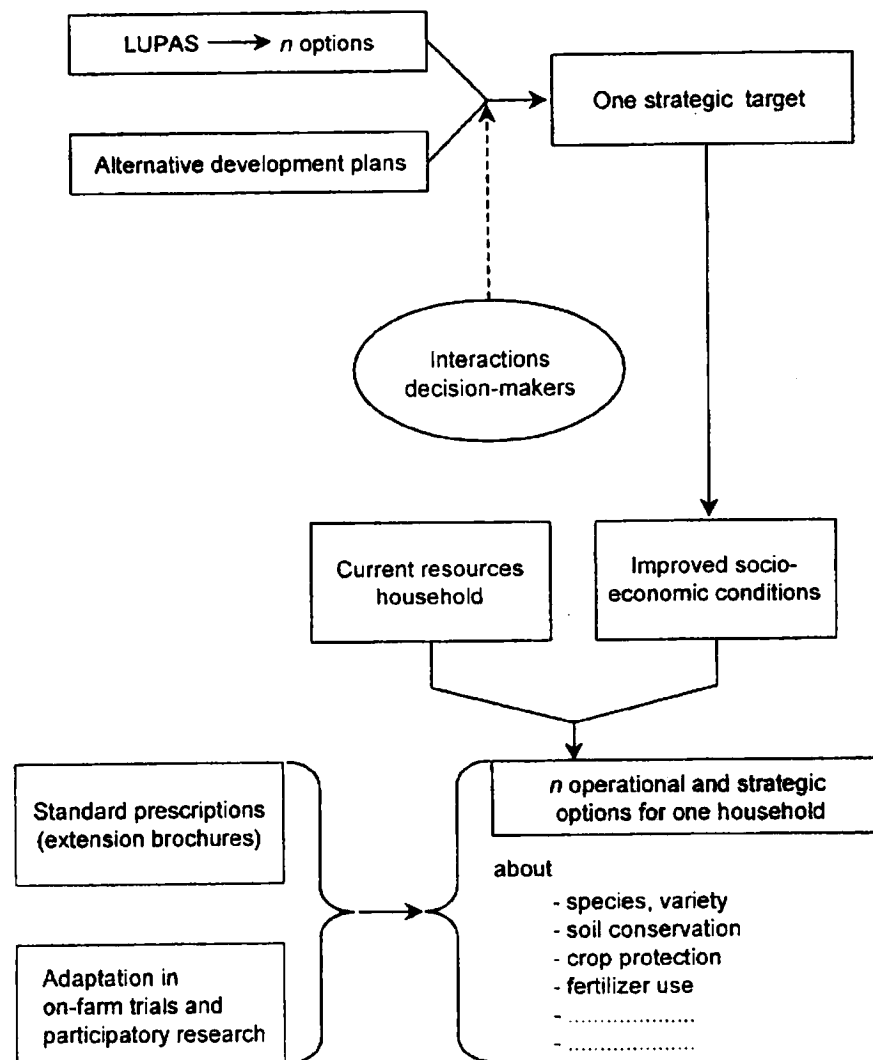 LUPAS → n options
One strategic target
Alternative development plans
Interactions
decision-makers
Current resources
household
Improved socio-
economic conditions
n operational and strategic
options for one household
Standard prescriptions
(extension brochures)
about
- species, variety
- soil conservation
- crop protection
- fertilizer use
- ....................
- ....................
Adaptation in
on-farm trials and
participatory research